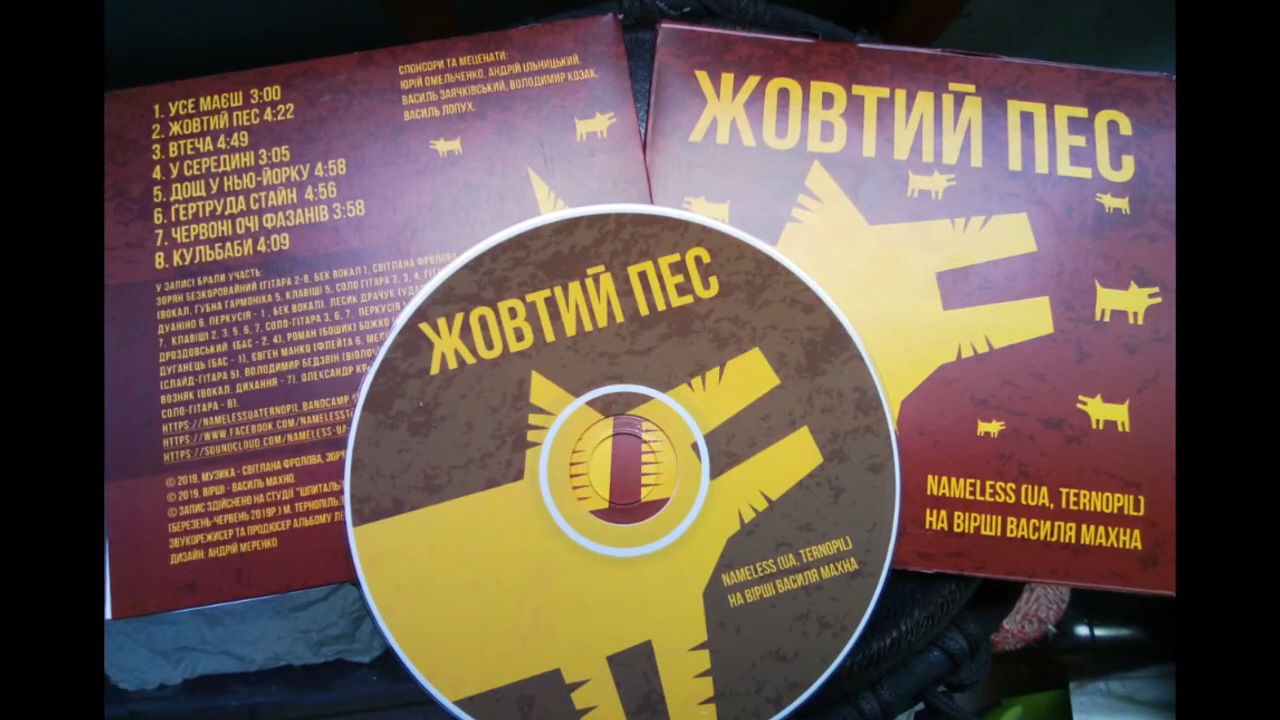 1. УСЕ МАЄШ 3:00
2. ЖОВТИЙ ПЕС 4:22
3. ВТЕЧА 4:49
4. У СЕРЕДИНІ 3:05
5. ДОЩ У НЬЮ-ЙОРКУ 4:58
6. ҐЕРТРУДА СТАЙН 4:56
7. ЧЕРВОНІ ОЧІ ФАЗАНІВ 3:58
8. КУЛЬБАБИ 4:09
СПОНСОРИ ТА МЕЦЕНАТИ:
ЮРІЙ ОМЕЛЬЧЕНКО, АНДРІЙ ІЛЬНИЦЬКИЙ,
ВАСИЛЬ ЗАЯЧКІВСЬКИЙ, ВОЛОДИМИР КОЗАК,
ВАСИЛЬ ЛОПУХ.
У ЗАПИСІ БРАЛИ УЧАСТЬ:
ЗОРЯН БЕЗКОРОВАЙНИЙ (ГІТАРА 2-8, БЕК ВОКАЛ ), СВІТЛАНА ФРОЛОВА
(ВОКАЛ, ГУБНА ГАРМОНІКА 5, КЛАВІШІ 5, СОЛО ГІТАРА 2, 3, 4,
ДУАНІНО 6, ПЕРКУСІЯ - 1 , БЕК ВОКАЛ), ЛЕСИК ДРАЧУК
7, КЛАВІШІ 2, 3, 5, 6, 7, СОЛО-ГІТАРА 3, 6, 7, ПЕРКУСІЯ
ДРОЗДОВСЬКИЙ (БАС - 2, 4), РОМАН (БОШИК) БОЖКО
ДУГАНЕЦЬ (БАС - 1), ЄВГЕН МАНКО (ФЛЕЙТА 6,
(СЛАЙД-ГІТАРА 5), ВОЛОДИМИР БЕДЗВІН
ВОЗНЯК (ВОКАЛ, ДИХАННЯ - 7), ОЛЕКСАНДР
СОЛО-ГІТАРА - 8).
HTTPS://NAMELESSUATERNOPIL.BANDCAMP.
HTTPS://WWW.FACEBOOK.COM/
HTTPS://SOUNDCLOUD.COM/NAMELESS-UA-
© 2019, МУЗИКА - СВІТЛАНА ФРОЛОВА,
© 2019, ВІРШІ - ВАСИЛЬ МАХНО.
© ЗАПИС ЗДІЙСНЕНО НА СТУДІЇ
(БЕРЕЗЕНЬ-ЧЕРВЕНЬ 2019Р.) М.
ЗВУКОРЕЖИСЕР ТА ПРОДЮСЕР АЛЬБОМУ
ДИЗАЙН: АНДРІЙ МЕРЕНКО
ЖОВТИЙ ПЕС
NAMELESS (UA, TERNOPIL)
НА ВІРШІ ВАСИЛЯ МАХНА
ЖОВТИЙ ПЕС
NAMELESS (UA, TERNOPIL)
НА ВІРШІ ВАСИЛЯ МАХНА